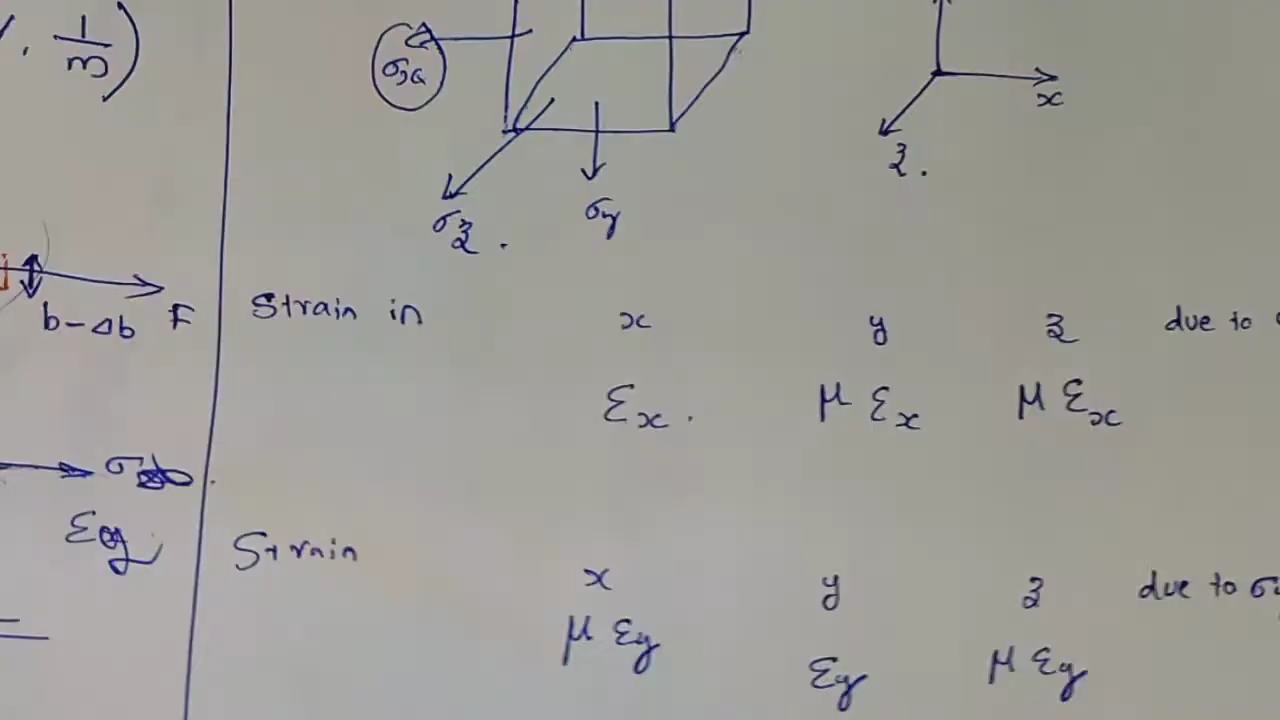 . 1/m )
σx
x
z .
σz .
σy
b-Δb F
Strain in x y z due to
εx . μ εx μ εx
σ
εy
Strain
x y z due to σy
μ εy εy μ εy